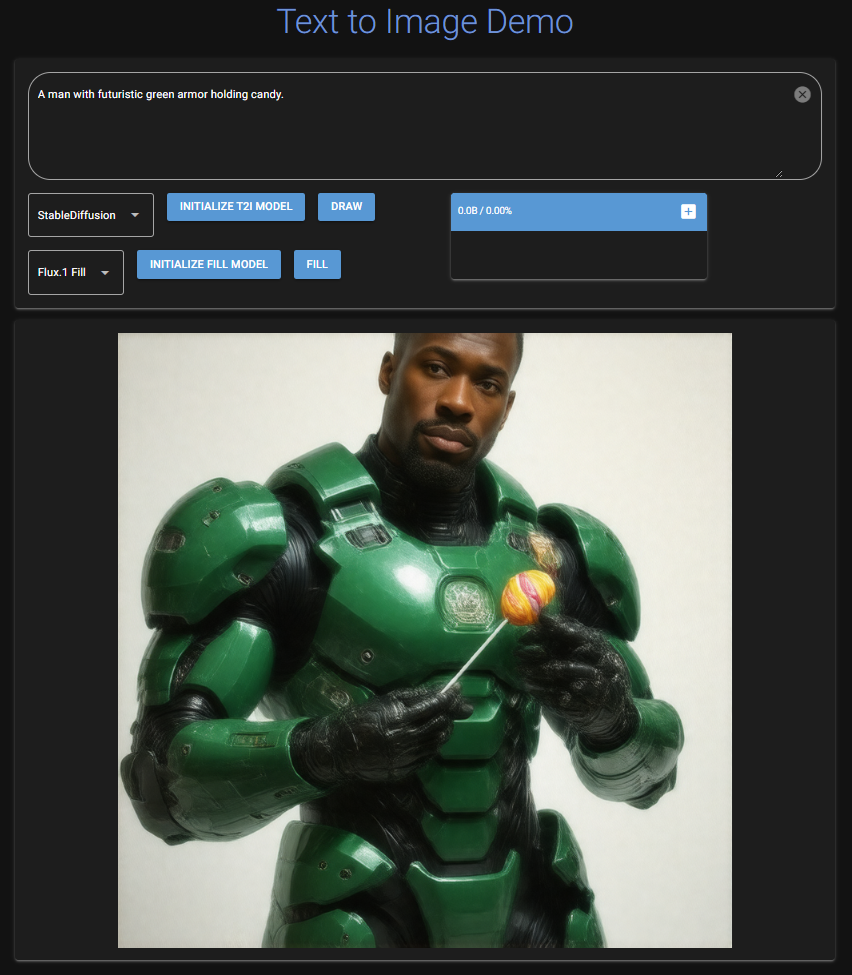 Text to Image Demo
A man with futuristic green armor holding candy.
StableDiffusion
INITIALIZE T2I MODEL
DRAW
0.0B / 0.00%
Flux.1 Fill
INITIALIZE FILL MODEL
FILL